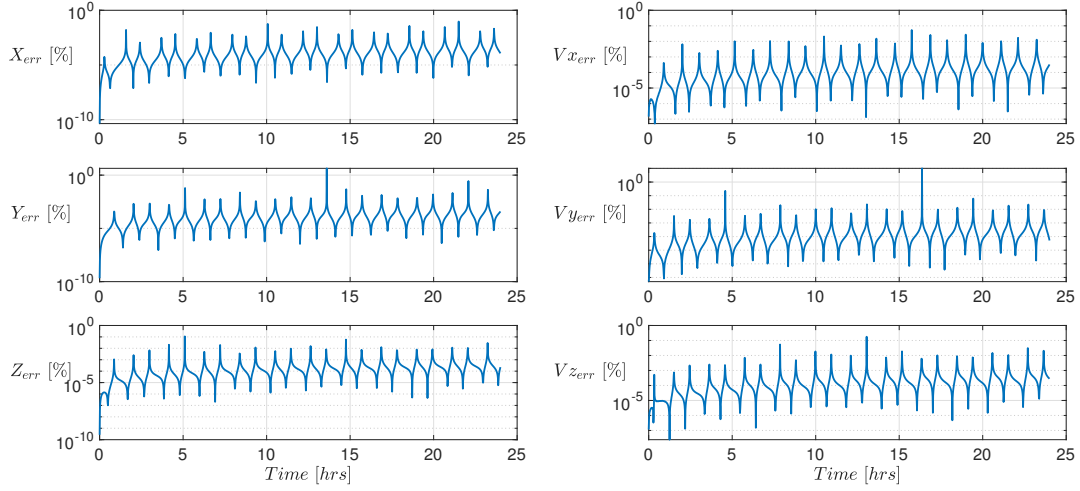 10^0
X_err [%]
10^-10
0 5 10 15 20 25
10^0
Vx_err [%]
10^-5
0 5 10 15 20 25
10^0
Y_err [%]
10^-10
0 5 10 15 20 25
10^0
Vy_err [%]
0 5 10 15 20 25
10^0
Z_err [%]
10^-5
10^-10
0 5 10 15 20 25
Time [hrs]
10^0
Vz_err [%]
10^-5
0 5 10 15 20 25
Time [hrs]